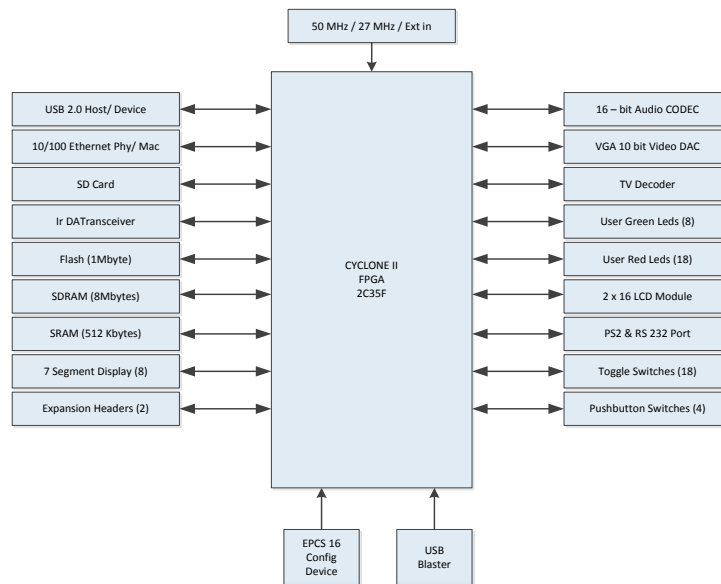 50 MHz / 27 MHz / Ext in
USB 2.0 Host/ Device
10/100 Ethernet Phy/ Mac
SD Card
Ir DATransceiver
Flash (1Mbyte)
SDRAM (8Mbytes)
SRAM (512 Kbytes)
7 Segment Display (8)
Expansion Headers (2)
CYCLONE II
FPGA
2C35F
16 – bit Audio CODEC
VGA 10 bit Video DAC
TV Decoder
User Green Leds (8)
User Red Leds (18)
2 x 16 LCD Module
PS2 & RS 232 Port
Toggle Switches (18)
Pushbutton Switches (4)
EPCS 16
Config
Device
USB
Blaster